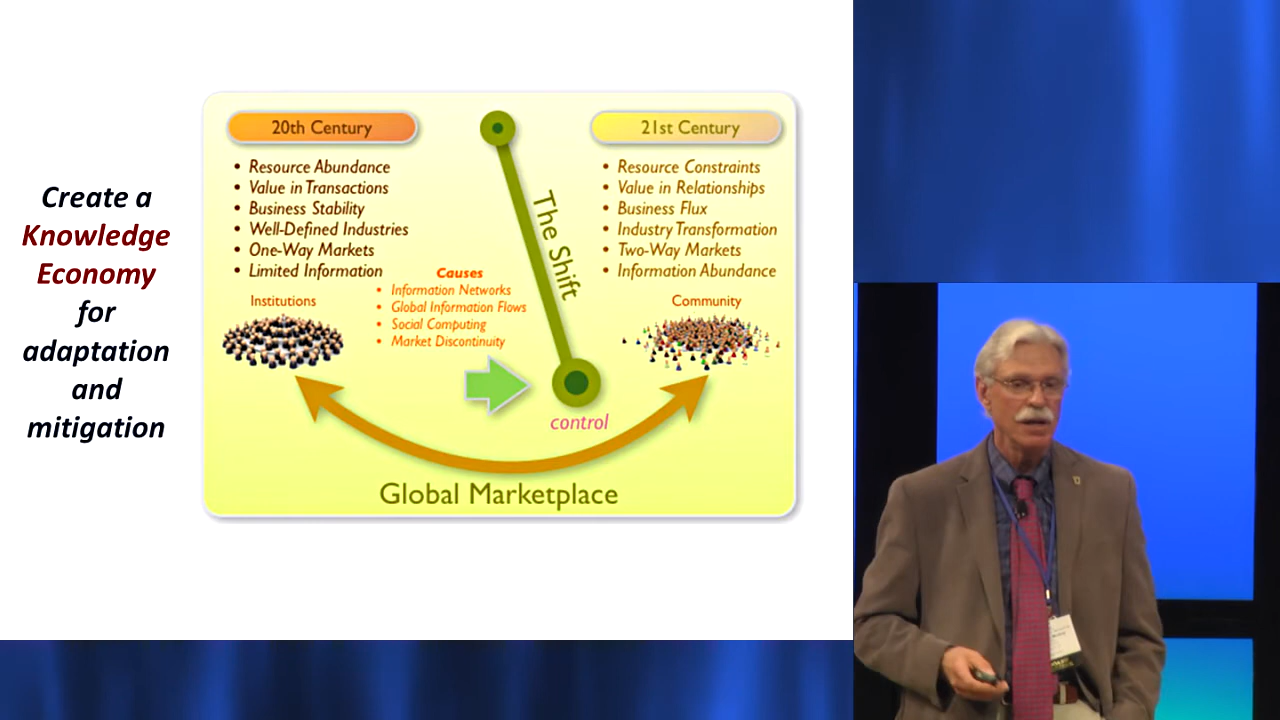 Create a
Knowledge
Economy
for
adaptation
and
mitigation
20th Century
• Resource Abundance
• Value in Transactions
• Business Stability
• Well-Defined Industries
• One-Way Markets
• Limited Information
Institutions
Causes
• Information Networks
• Global Information Flows
• Social Computing
• Market Discontinuity
The Shift
control
21st Century
• Resource Constraints
• Value in Relationships
• Business Flux
• Industry Transformation
• Two-Way Markets
• Information Abundance
Community
Global Marketplace